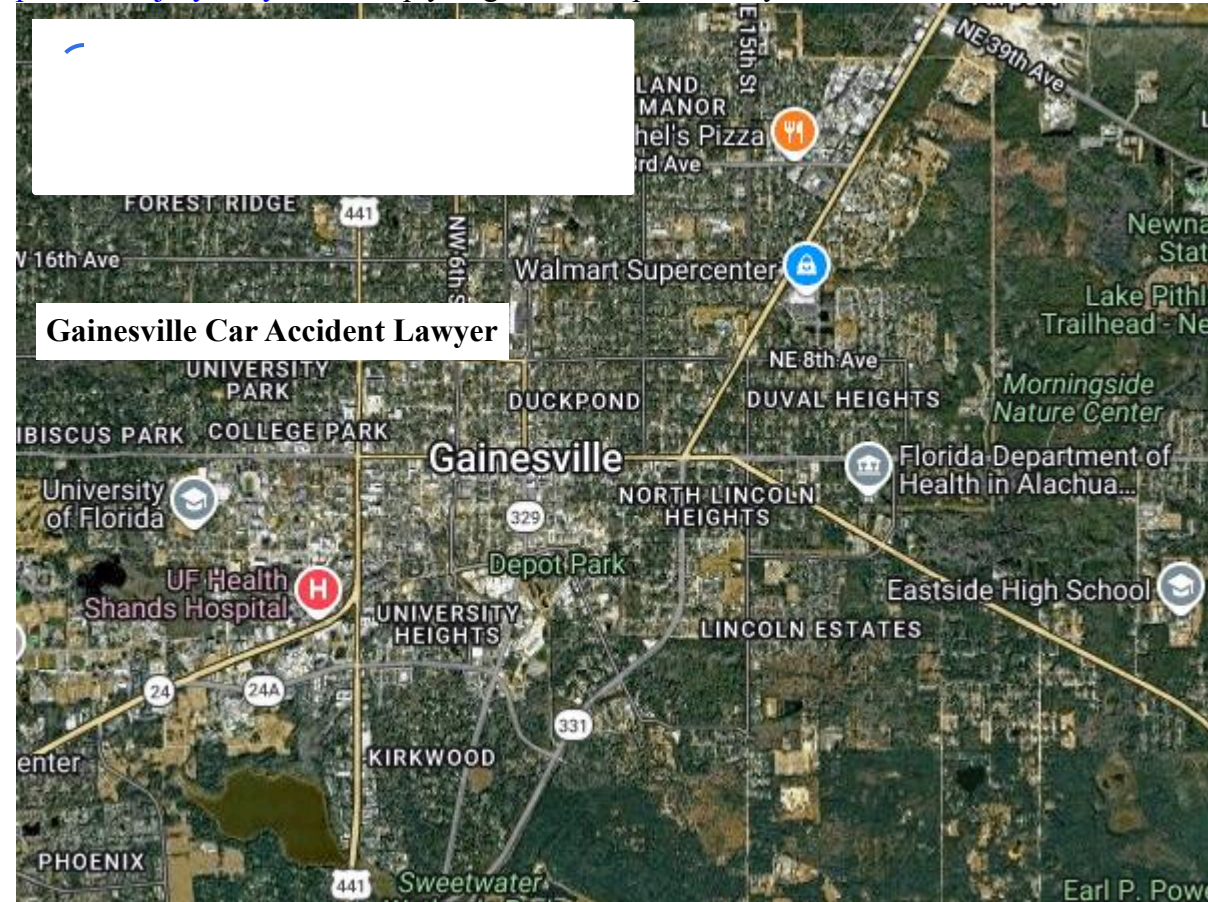 Airport
NE 39th Ave
E 15th St
LAND
MANOR
hel's Pizza
3rd Ave
FOREST RIDGE
441
NW 6th S
W 16th Ave
Walmart Supercenter
Newna
Stat
Lake Pithl
Trailhead - Ne
Gainesville Car Accident Lawyer
NE 8th Ave
UNIVERSITY
PARK
DUCKPOND
DUVAL HEIGHTS
Morningside
Nature Center
IBISCUS PARK
COLLEGE PARK
Gainesville
Florida Department of
Health in Alachua...
University
of Florida
NORTH LINCOLN
HEIGHTS
329
Depot Park
UF Health
Shands Hospital
H
Eastside High School
UNIVERSITY
HEIGHTS
LINCOLN ESTATES
24
24A
331
KIRKWOOD
enter
PHOENIX
441
Sweetwater
Earl P. Powe